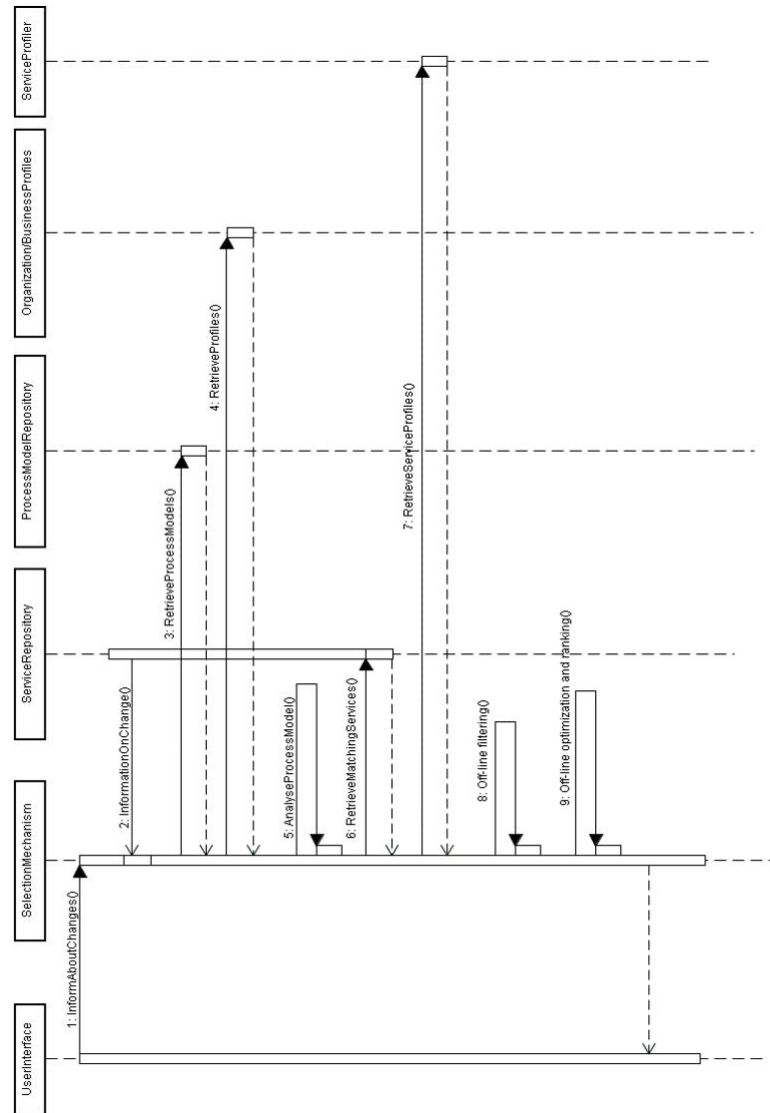 UserInterface
SelectionMechanism
ServiceRepository
ProcessModelRepository
Organization/BusinessProfiles
ServiceProfiler
1: InformAboutChanges()
2: InformationOnChange()
3: RetrieveProcessModels()
4: RetrieveProfiles()
5: AnalyseProcessModel()
6: RetrieveMatchingServices()
7: RetrieveServiceProfiles()
8: Off-line filtering()
9: Off-line optimization and ranking()